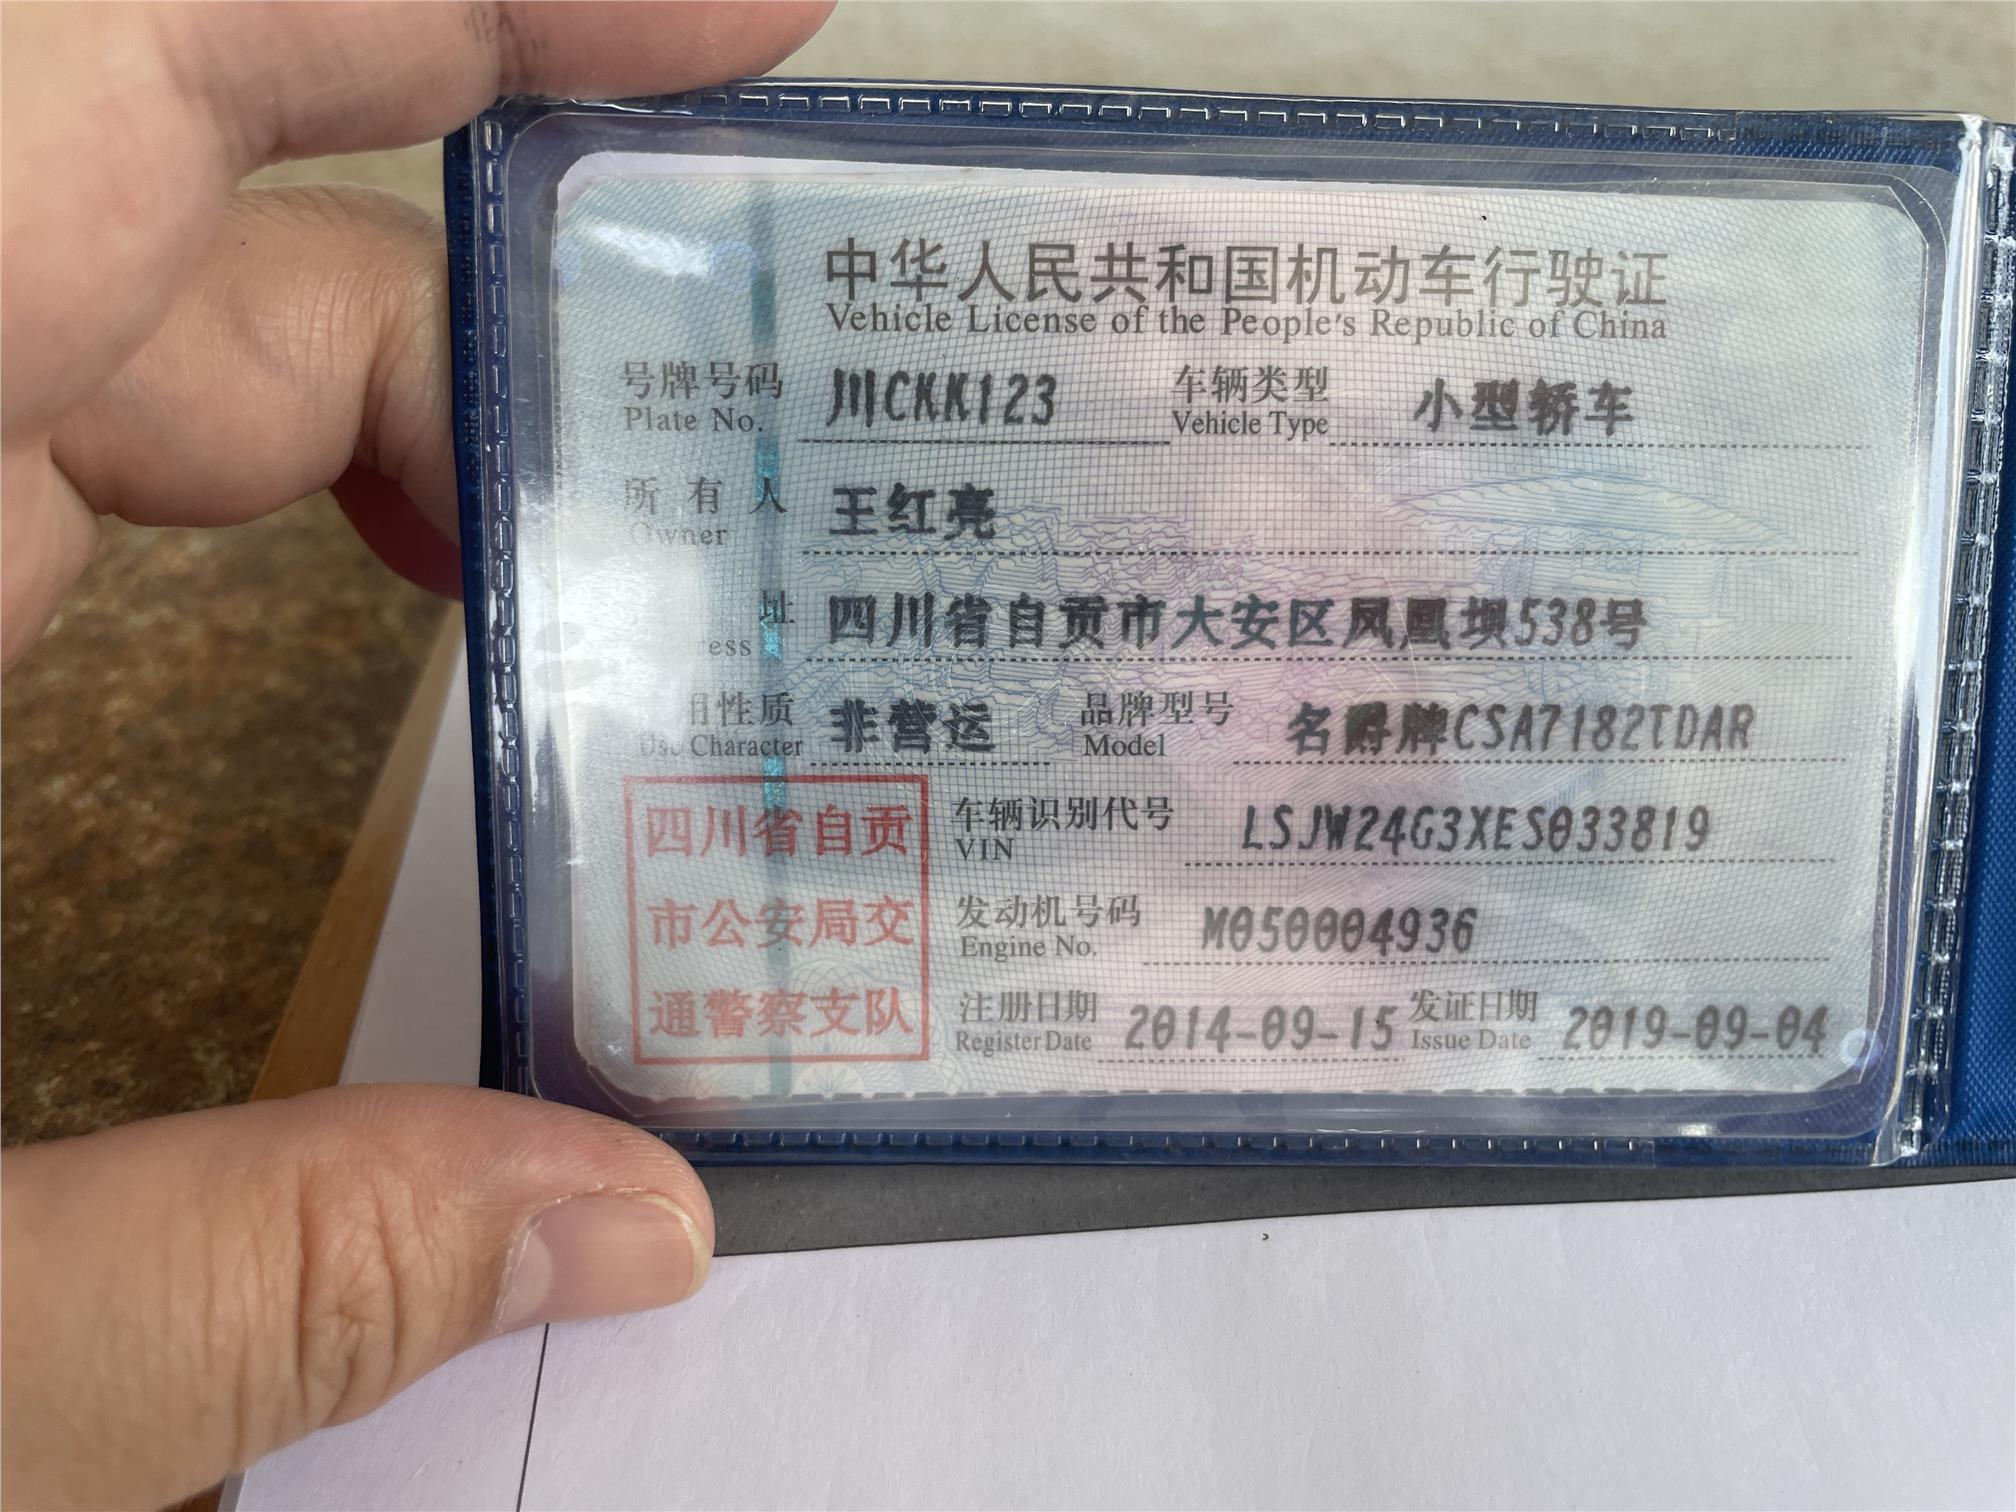 中华人民共和国机动车行驶证
Vehicle License of the People's Republic of China
号牌号码 川CKK123 车辆类型 小型轿车
Plate No. Vehicle Type
所有人 王红亮
Owner
址 四川省自贡市大安区凤凰坝538号
ress
用性质 非营运 品牌型号 名爵牌CSA7182TDAR
Use Character Model
四川省自贡
市公安局交
通警察支队
车辆识别代号 LSJW24G3XES033819
VIN
发动机号码 M050004936
Engine No.
注册日期 2014-09-15 发证日期 2019-09-04
Register Date Issue Date